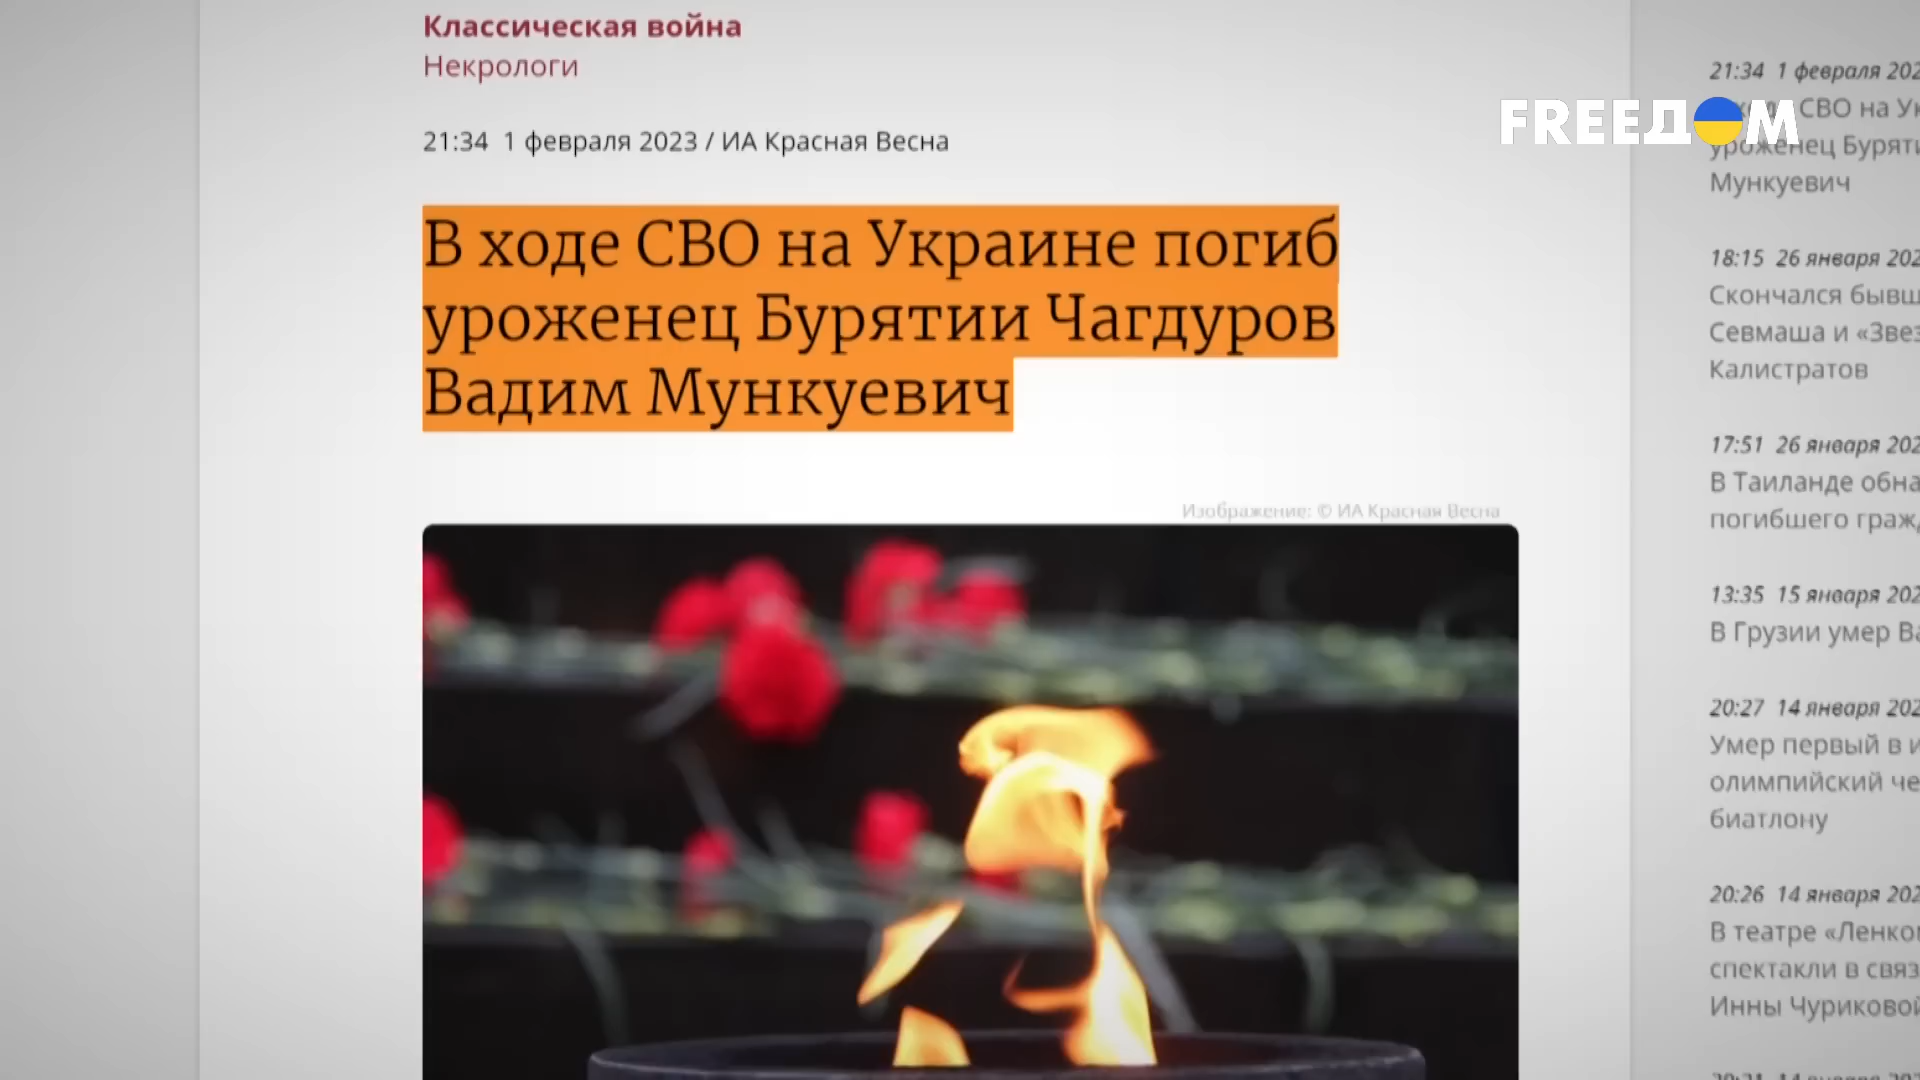 Классическая война
Некрологи
21:34 1 февраля 2023 / ИА Красная Весна
В ходе СВО на Украине погиб
уроженец Бурятии Чагдуров
Вадим Мункуевич
Изображение: © ИА Красная Весна
FREEДOM
21:34 1 февраля
СВО на
уроженец
Мункуевич
18:15 26 января
Скончался
Севмаша и
Калистратов
17:51 26 января
В Таиланде
погибшего
13:35 15 января
В Грузии умер
20:27 14 января
Умер первый в
олимпийский
биатлону
20:26 14 января
В театре
спектакли в
Инны